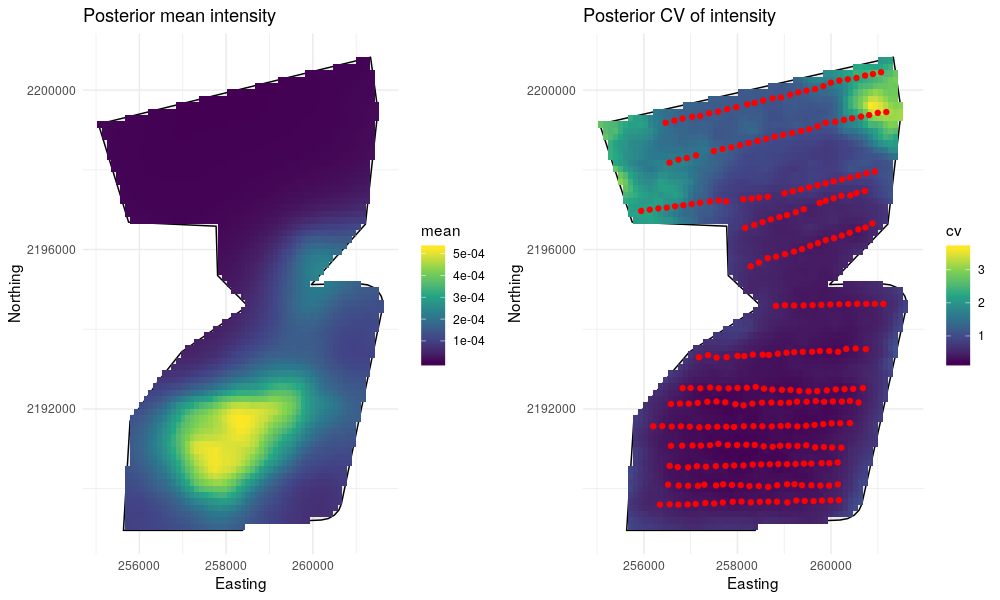 Posterior mean intensity
Northing
2200000
2196000
2192000
256000 258000 260000
Easting
mean
5e-04
4e-04
3e-04
2e-04
1e-04
Posterior CV of intensity
Northing
2200000
2196000
2192000
256000 258000 260000
Easting
cv
3
2
1